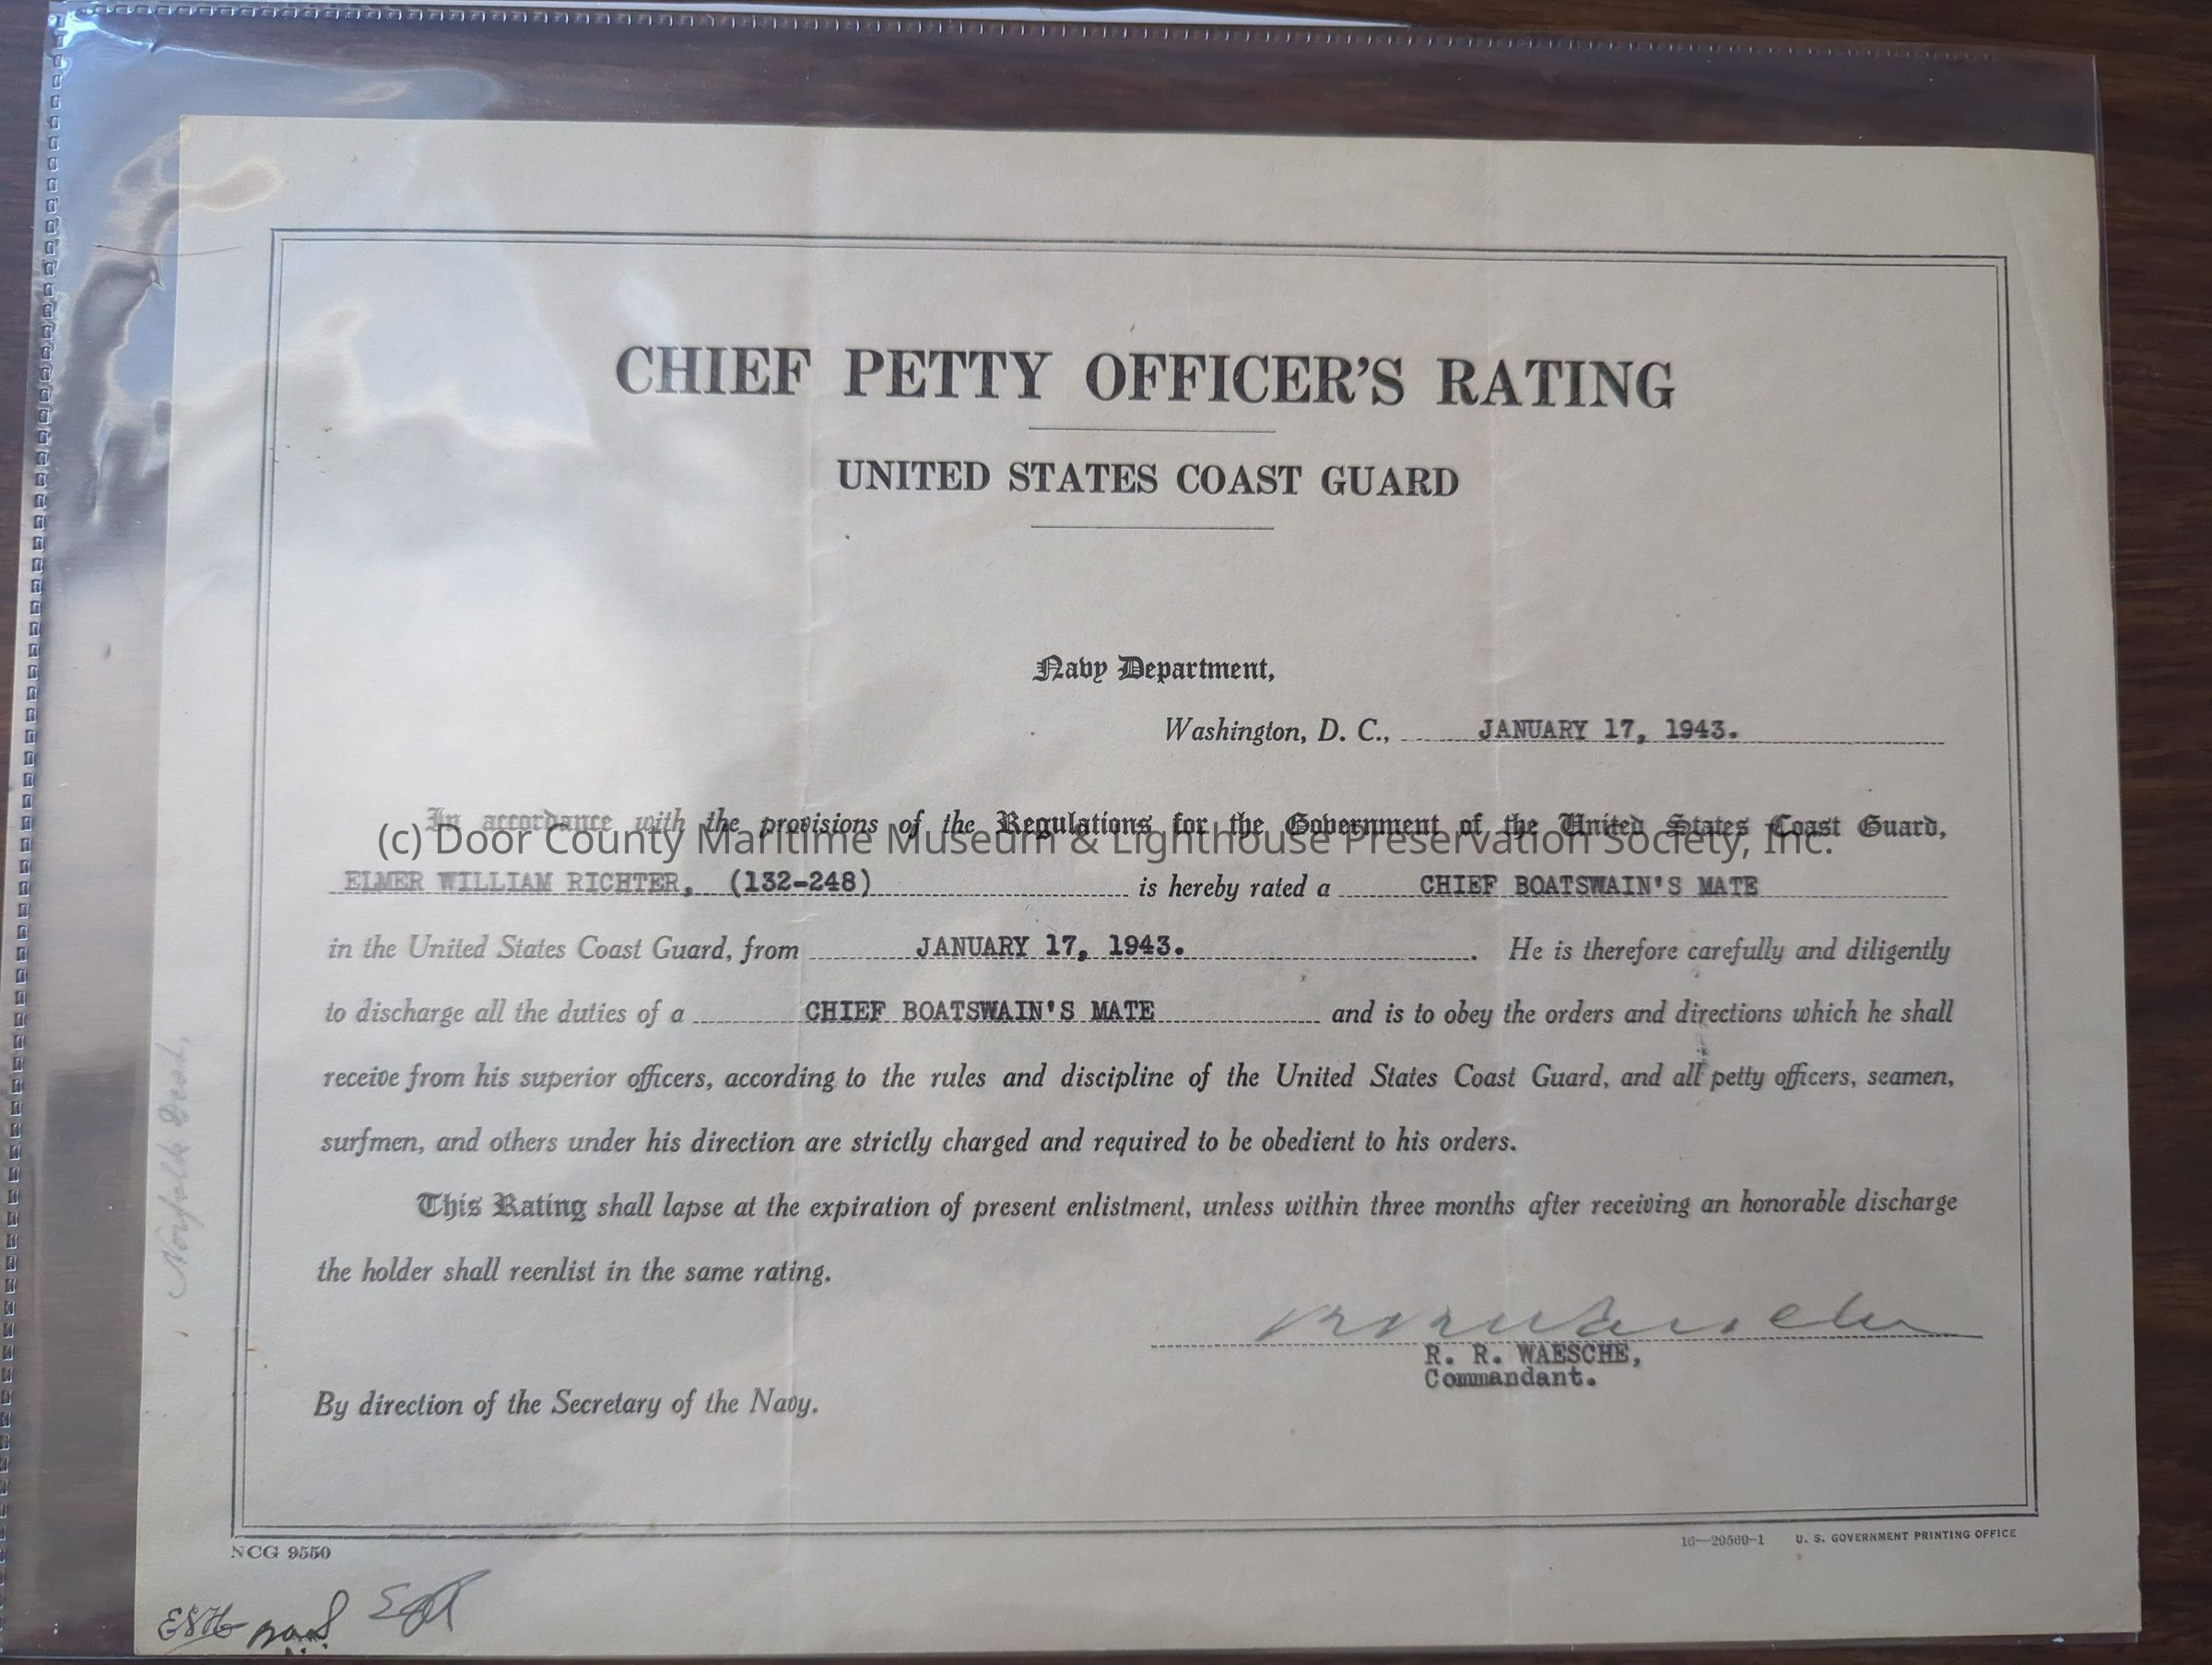 CHIEF PETTY OFFICER'S RATING
UNITED STATES COAST GUARD
Navy Department,
Washington, D. C., JANUARY 17, 1943.
In accordance with the provisions of the Regulations for the Government of the United States Coast Guard,
(c) Door County Maritime Museum & Lighthouse Preservation Society, Inc.
ELMER WILLIAM RICHTER, (132-248) is hereby rated a CHIEF BOATSWAIN'S MATE
in the United States Coast Guard, from JANUARY 17, 1943. He is therefore carefully and diligently
to discharge all the duties of a CHIEF BOATSWAIN'S MATE and is to obey the orders and directions which he shall
receive from his superior officers, according to the rules and discipline of the United States Coast Guard, and all petty officers, seamen,
surfmen, and others under his direction are strictly charged and required to be obedient to his orders.
This Rating shall lapse at the expiration of present enlistment, unless within three months after receiving an honorable discharge
the holder shall reenlist in the same rating.
R. R. WAESCHE,
Commandant.
By direction of the Secretary of the Navy.
NCG 9550
16—29569-1 U. S. GOVERNMENT PRINTING OFFICE
Norfolk